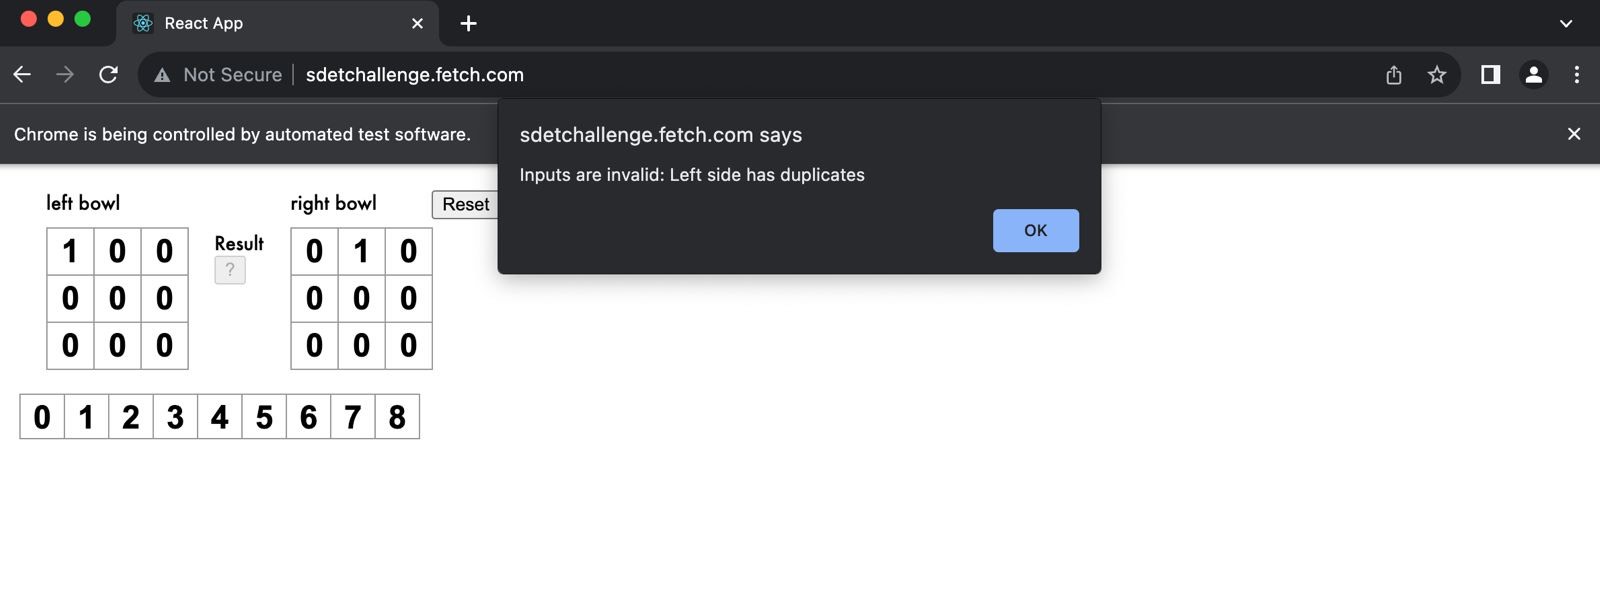 React App
Not Secure sdetchallenge.fetch.com
Chrome is being controlled by automated test software.
sdetchallenge.fetch.com says
Inputs are invalid: Left side has duplicates
OK
left bowl right bowl Reset
Result
?
1 0 0 0 1 0
0 0 0 0 0 0
0 0 0 0 0 0
0 1 2 3 4 5 6 7 8